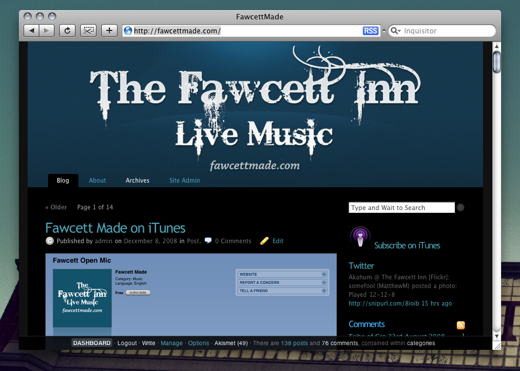 FawcettMade
http://fawcettmade.com/
RSS
Inquisitor
The Fawcett Inn
Live Music
fawcettmade.com
Blog
About
Archives
Site Admin
« Older
Page 1 of 14
Type and Wait to Search
Fawcett Made on iTunes
Published by admin on December 8, 2008 in Post.
0 Comments
Edit
Subscribe on iTunes
Fawcett Open Mic
Fawcett Made
Category: Music
Language: English
Free
WEBSITE
REPORT A CONCERN
TELL A FRIEND
The Fawcett Inn
Live Music
fawcettmade.com
Twitter
Akahum @ The Fawcett Inn [Flickr]:
somefool (MatthewM) posted a photo:
Played 12-12-8
http://snipurl.com/8ioib 15 hrs ago
Comments
DASHBOARD · Logout · Write · Manage · Options · Akismet (49) · There are 139 posts and 76 comments, contained within categories